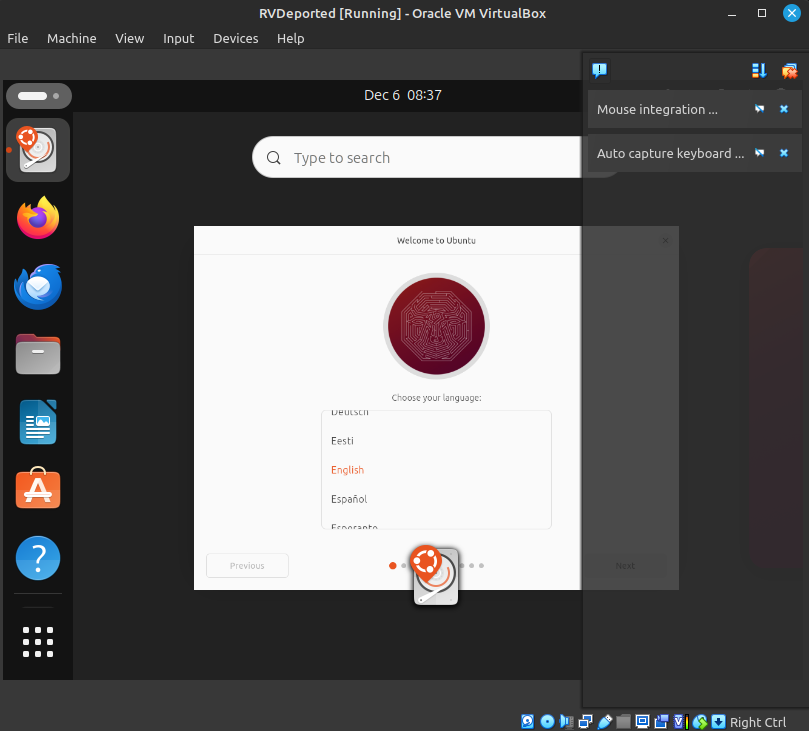 RVDeported [Running] - Oracle VM VirtualBox
File Machine View Input Devices Help
Dec 6 08:37
Mouse integration ...
Auto capture keyboard ...
Type to search
Welcome to Ubuntu
Choose your language:
Deutsch
Eesti
English
Español
Esperanto
Previous
Next
Right Ctrl